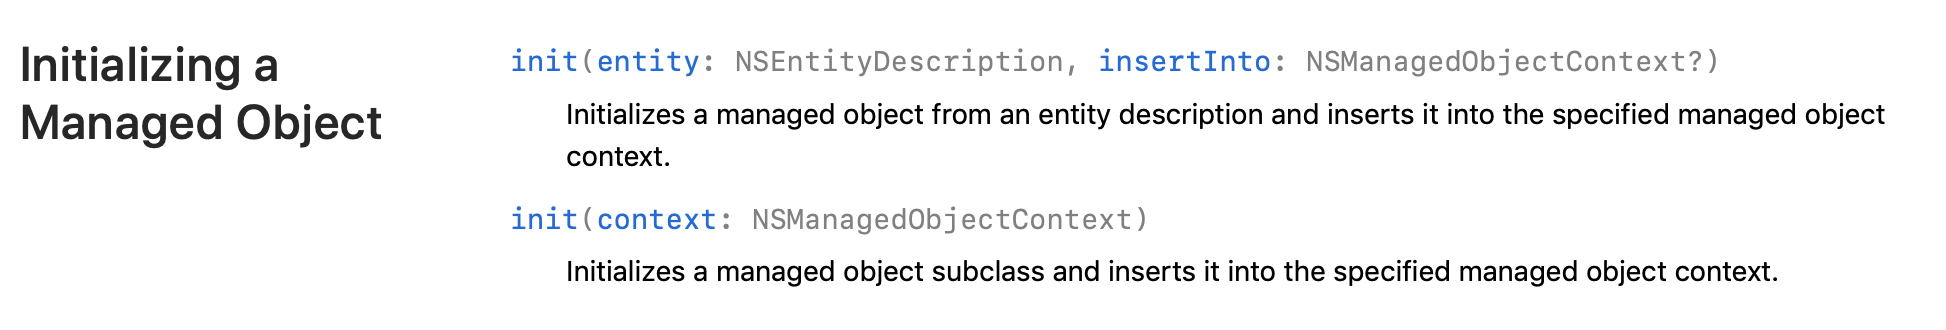 Initializing a
Managed Object
init(entity: NSEntityDescription, insertInto: NSManagedObjectContext?)
Initializes a managed object from an entity description and inserts it into the specified managed object
context.
init(context: NSManagedObjectContext)
Initializes a managed object subclass and inserts it into the specified managed object context.